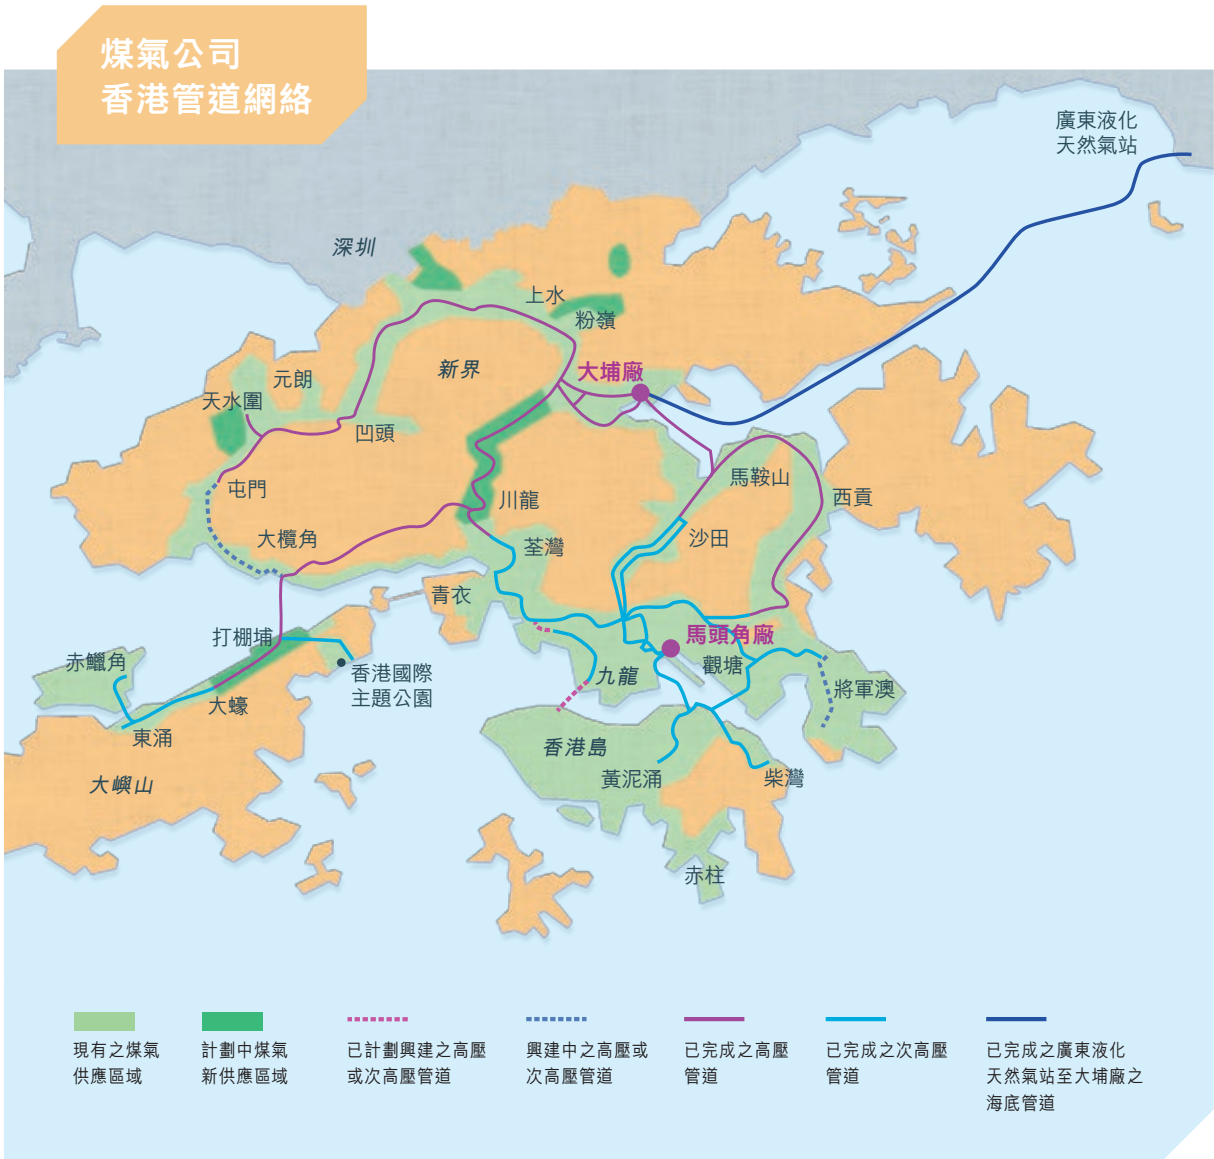 煤氣公司
香港管道網絡
廣東液化
天然氣站
深圳
上水
粉嶺
新界
大埔廠
元朗
天水圍
凹頭
馬鞍山
屯門
川龍
西貢
大欖角
荃灣
沙田
青衣
打棚埔
馬頭角廠
赤鱲角
香港國際
主題公園
觀塘
九龍
將軍澳
大蠔
東涌
香港島
大嶼山
黃泥涌
柴灣
赤柱
現有之煤氣
供應區域
計劃中煤氣
新供應區域
已計劃興建之高壓
或次高壓管道
興建中之高壓或
次高壓管道
已完成之高壓
管道
已完成之次高壓
管道
已完成之廣東液化
天然氣站至大埔廠之
海底管道